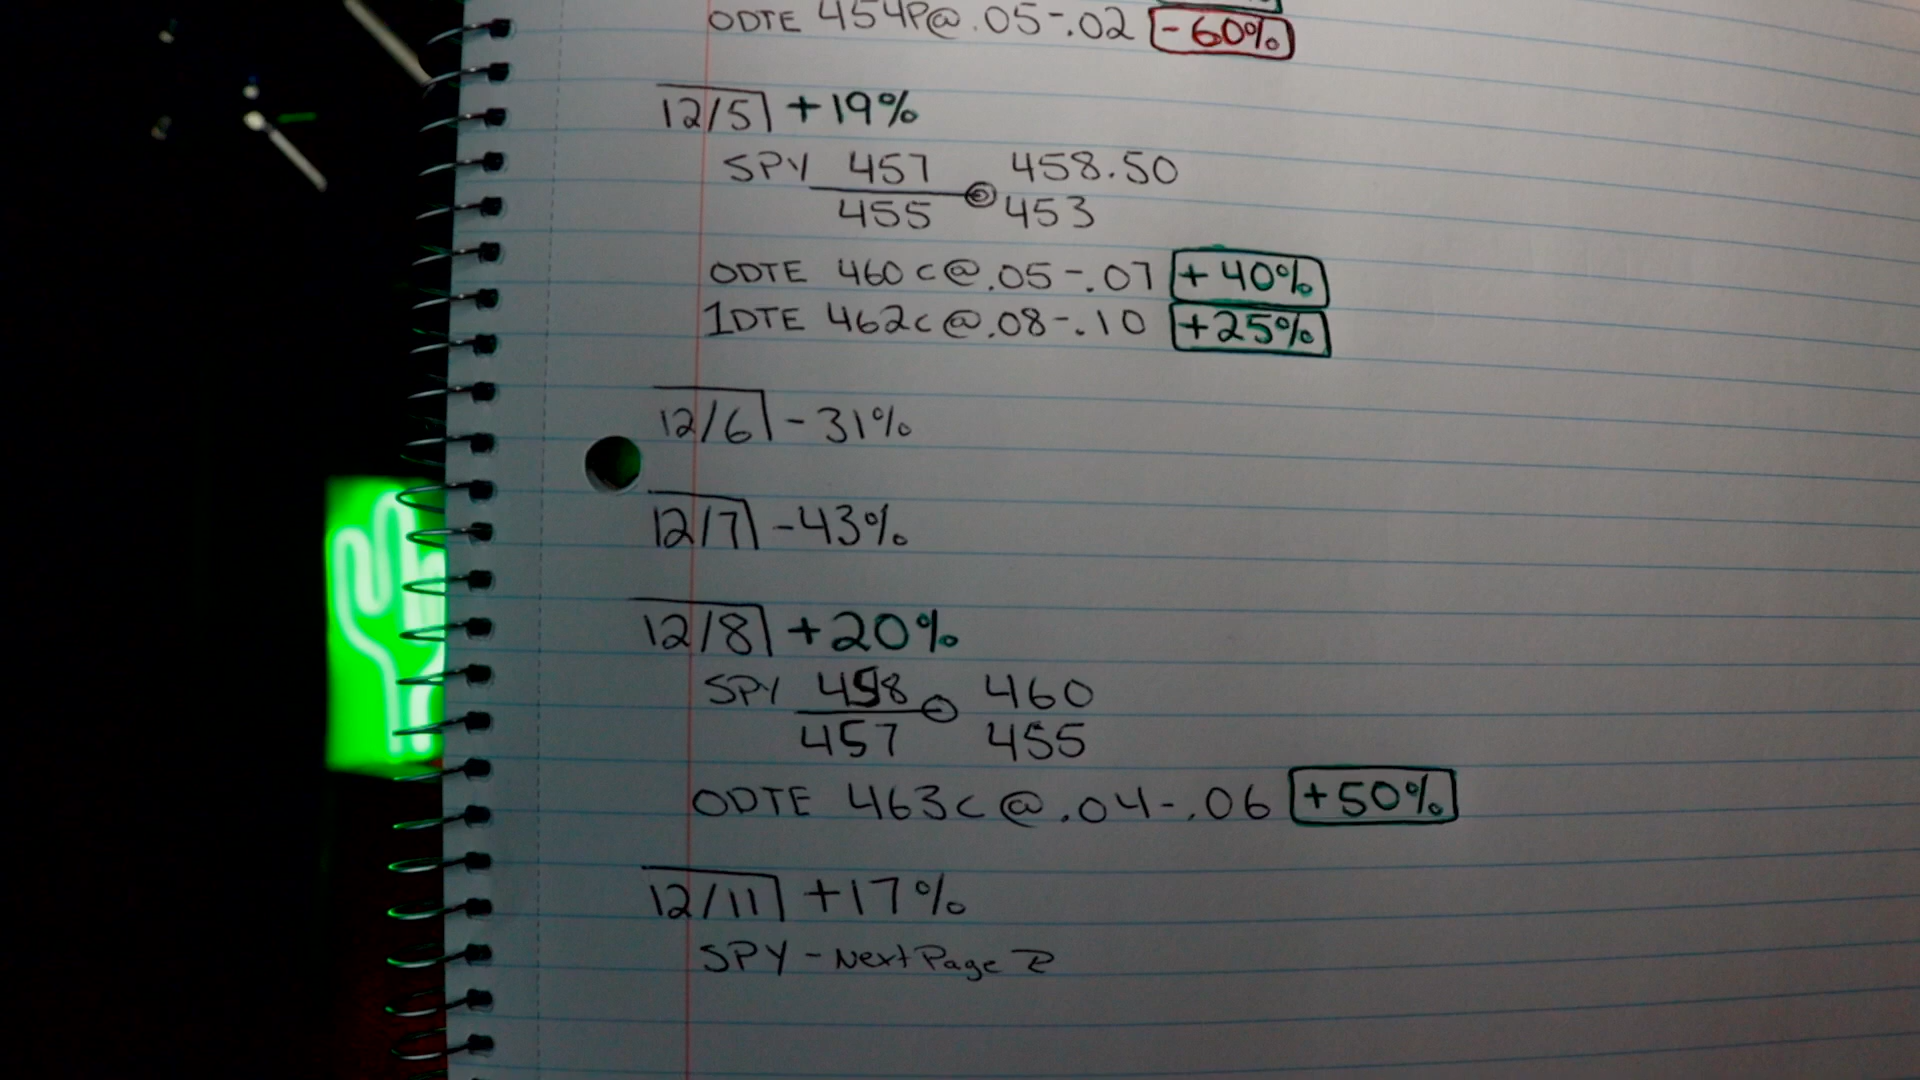 0DTE 454P@.05-.02 -60%
12/5 +19%
SPY 457 458.50
455 453
0DTE 460c@.05-.07 +40%
1DTE 462c@.08-.10 +25%
12/6 -31%
12/7 -43%
12/8 +20%
SPY 458 460
457 455
0DTE 463c@.04-.06 +50%
12/11 +17%
SPY - Next Page